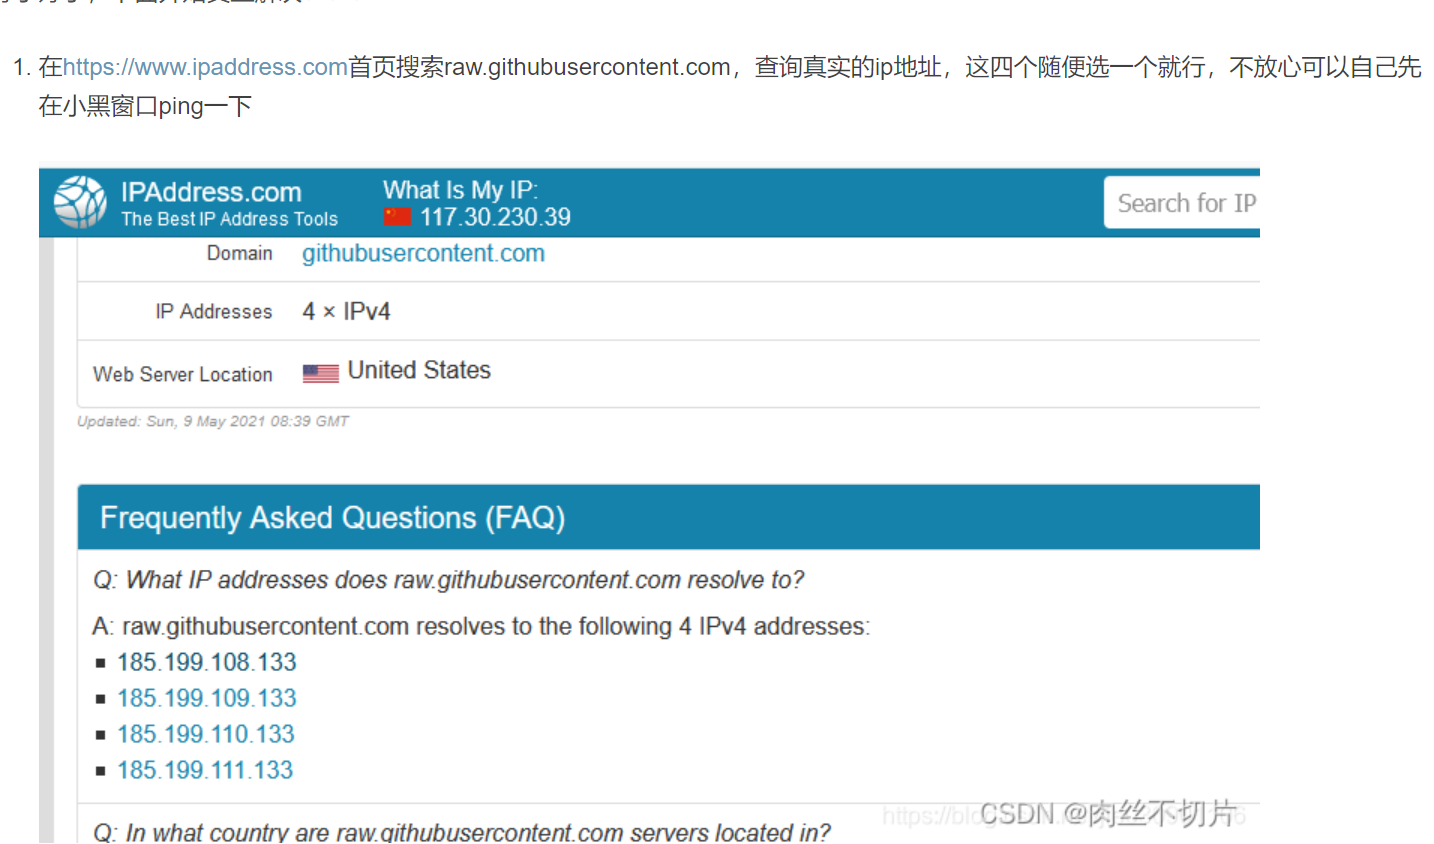 1. 在https://www.ipaddress.com首页搜索raw.githubusercontent.com，查询真实的ip地址，这四个随便选一个就行，不放心可以自己先
在小黑窗口ping一下
IPAddress.com
The Best IP Address Tools
What Is My IP:
117.30.230.39
Search for IP
Domain githubusercontent.com
IP Addresses 4 × IPv4
Web Server Location United States
Updated: Sun, 9 May 2021 08:39 GMT
Frequently Asked Questions (FAQ)
Q: What IP addresses does raw.githubusercontent.com resolve to?
A: raw.githubusercontent.com resolves to the following 4 IPv4 addresses:
▪ 185.199.108.133
▪ 185.199.109.133
▪ 185.199.110.133
▪ 185.199.111.133
Q: In what country are raw.githubusercontent.com servers located in?
CSDN @肉丝不切片